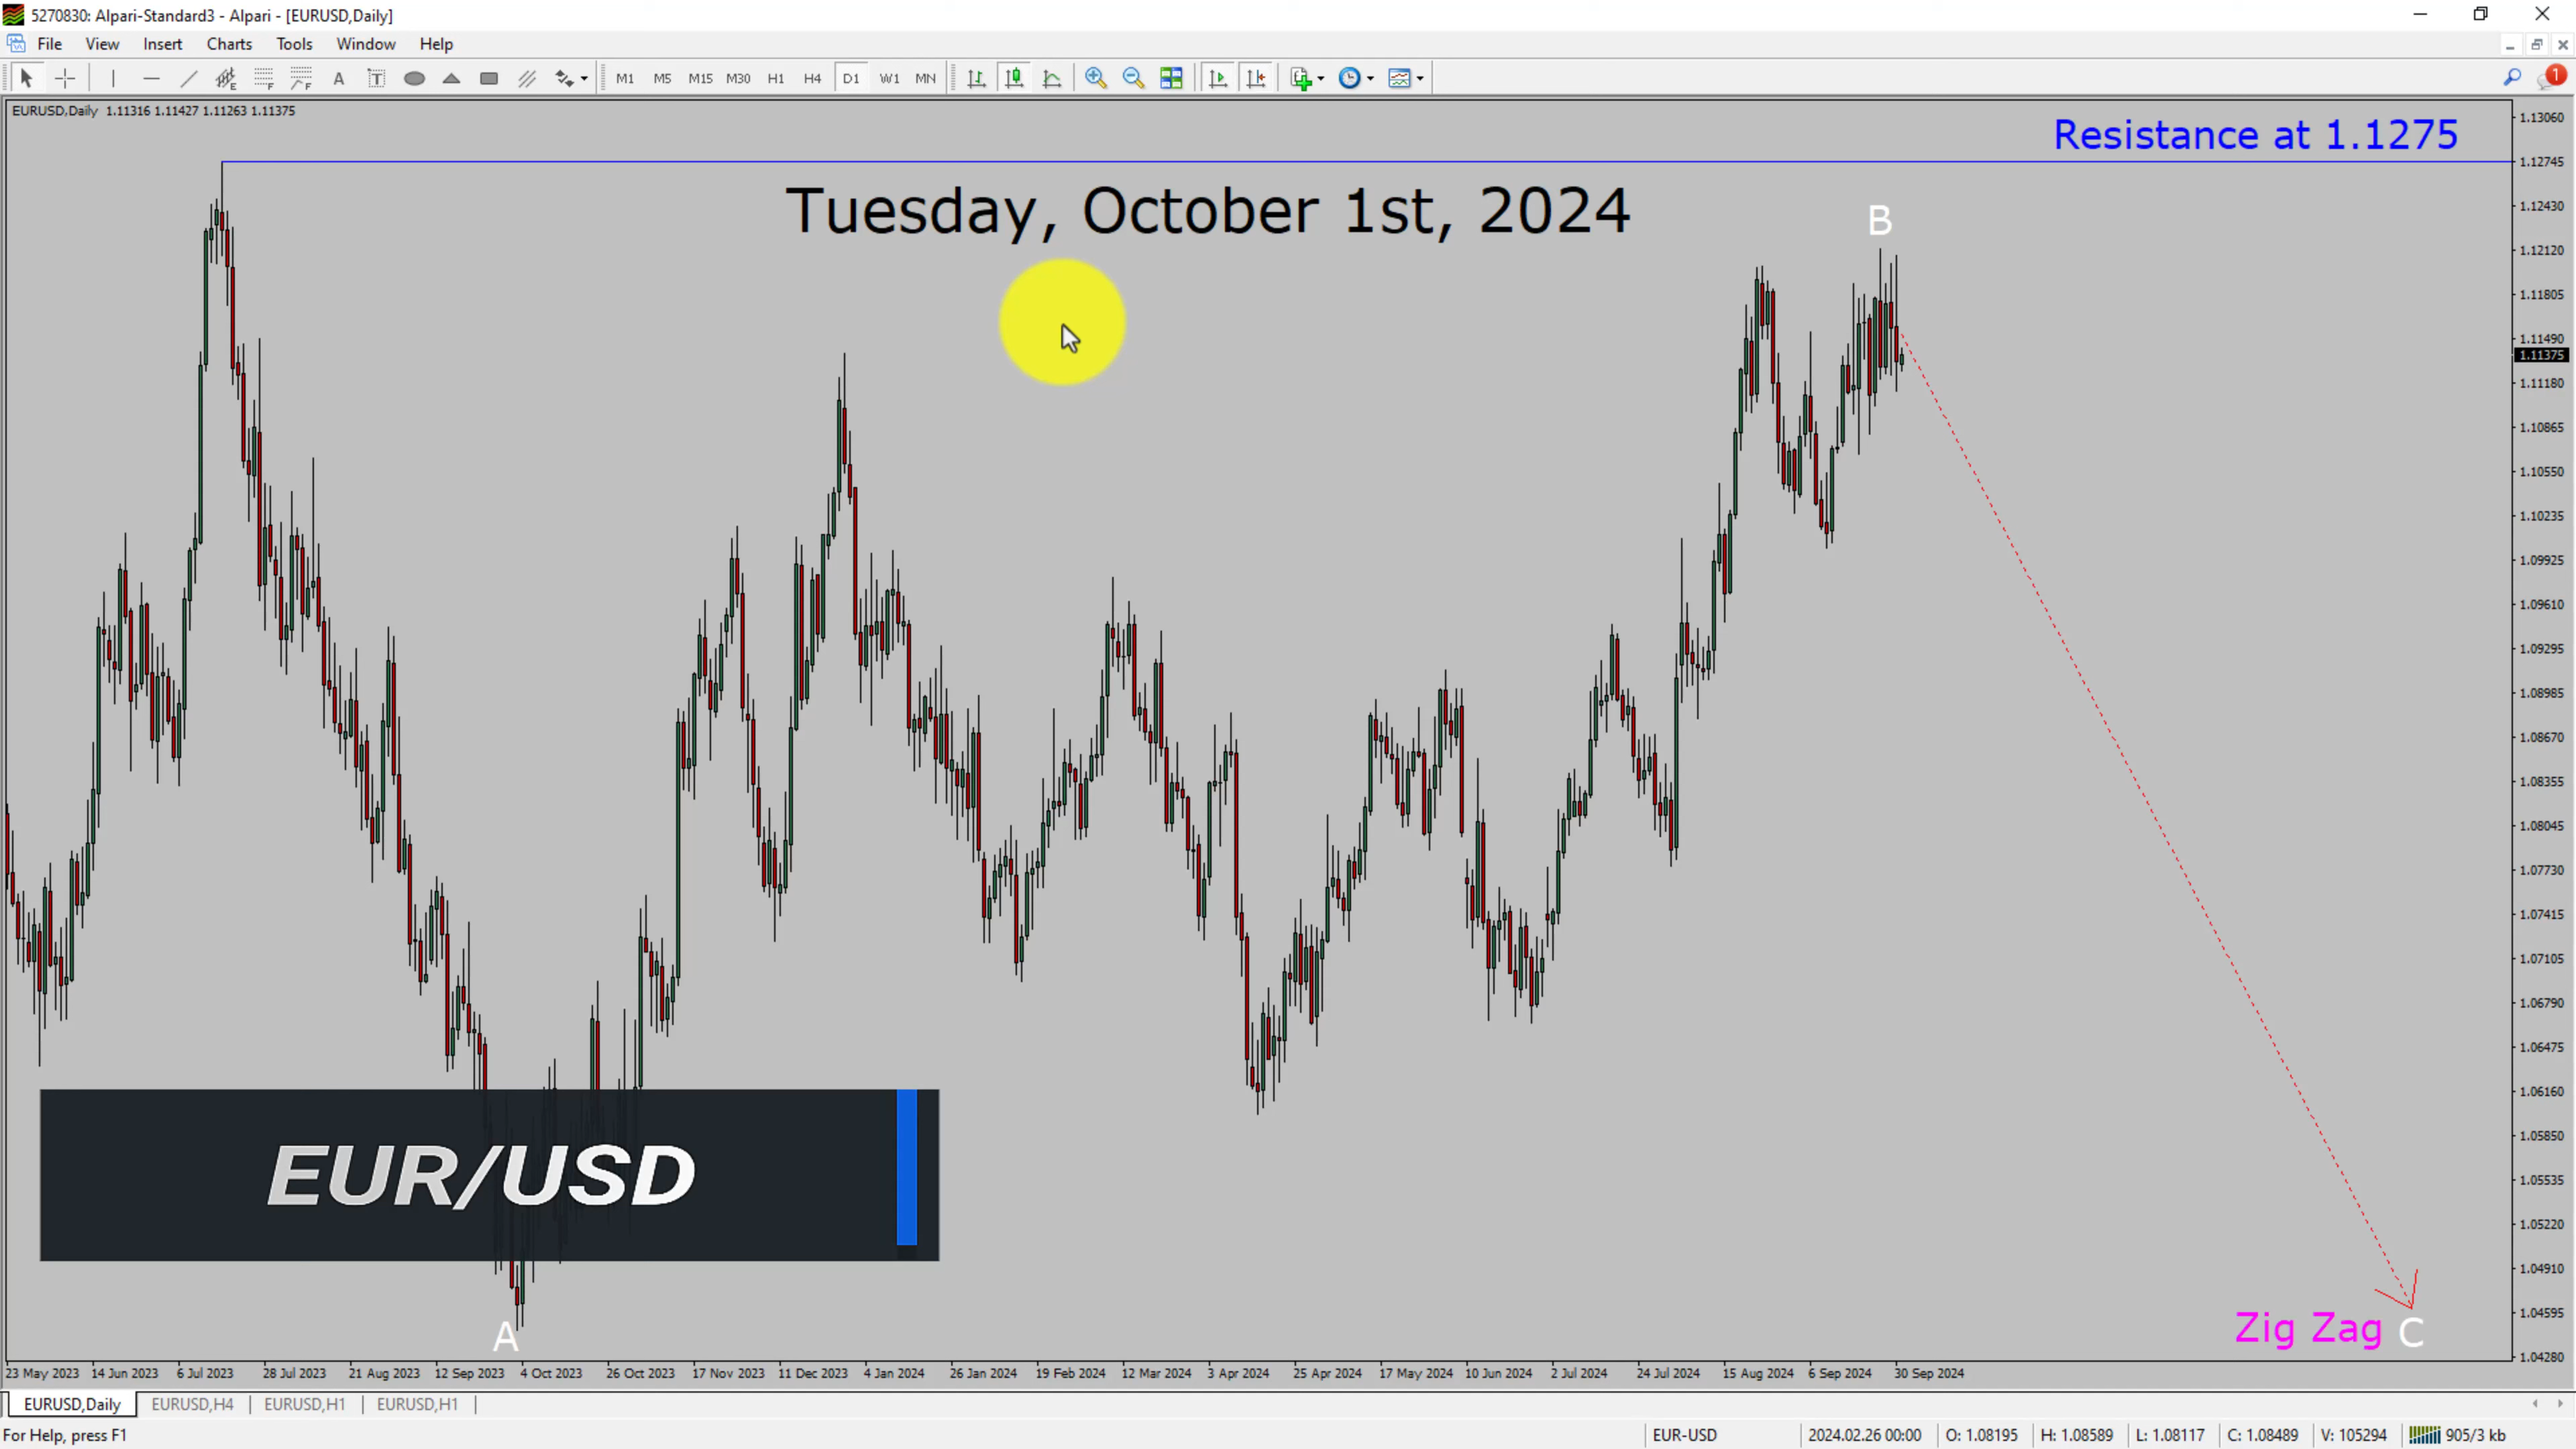 5270830: Alpari-Standard3 - Alpari - [EURUSD,Daily]
File View Insert Charts Tools Window Help
A T M1 M5 M15 M30 H1 H4 D1 W1 MN 1
EURUSD,Daily 1.11316 1.11427 1.11263 1.11375
1.13060
Resistance at 1.1275
1.12745
Tuesday, October 1st, 2024
1.12430
B
1.12120
1.11805
1.11490
1.11375
1.11180
1.10865
1.10550
1.10235
1.09925
1.09610
1.09295
1.08985
1.08670
1.08355
1.08045
1.07730
1.07415
1.07105
1.06790
1.06475
1.06160
1.05850
EUR/USD
1.05535
1.05220
1.04910
1.04595
A
Zig Zag C
1.04280
23 May 2023 14 Jun 2023 6 Jul 2023 28 Jul 2023 21 Aug 2023 12 Sep 2023 4 Oct 2023 26 Oct 2023 17 Nov 2023 11 Dec 2023 4 Jan 2024 26 Jan 2024 19 Feb 2024 12 Mar 2024 3 Apr 2024 25 Apr 2024 17 May 2024 10 Jun 2024 2 Jul 2024 24 Jul 2024 15 Aug 2024 6 Sep 2024 30 Sep 2024
EURUSD,Daily EURUSD,H4 EURUSD,H1 EURUSD,H1
For Help, press F1 EUR-USD 2024.02.26 00:00 O: 1.08195 H: 1.08589 L: 1.08117 C: 1.08489 V: 105294 905/3 kb